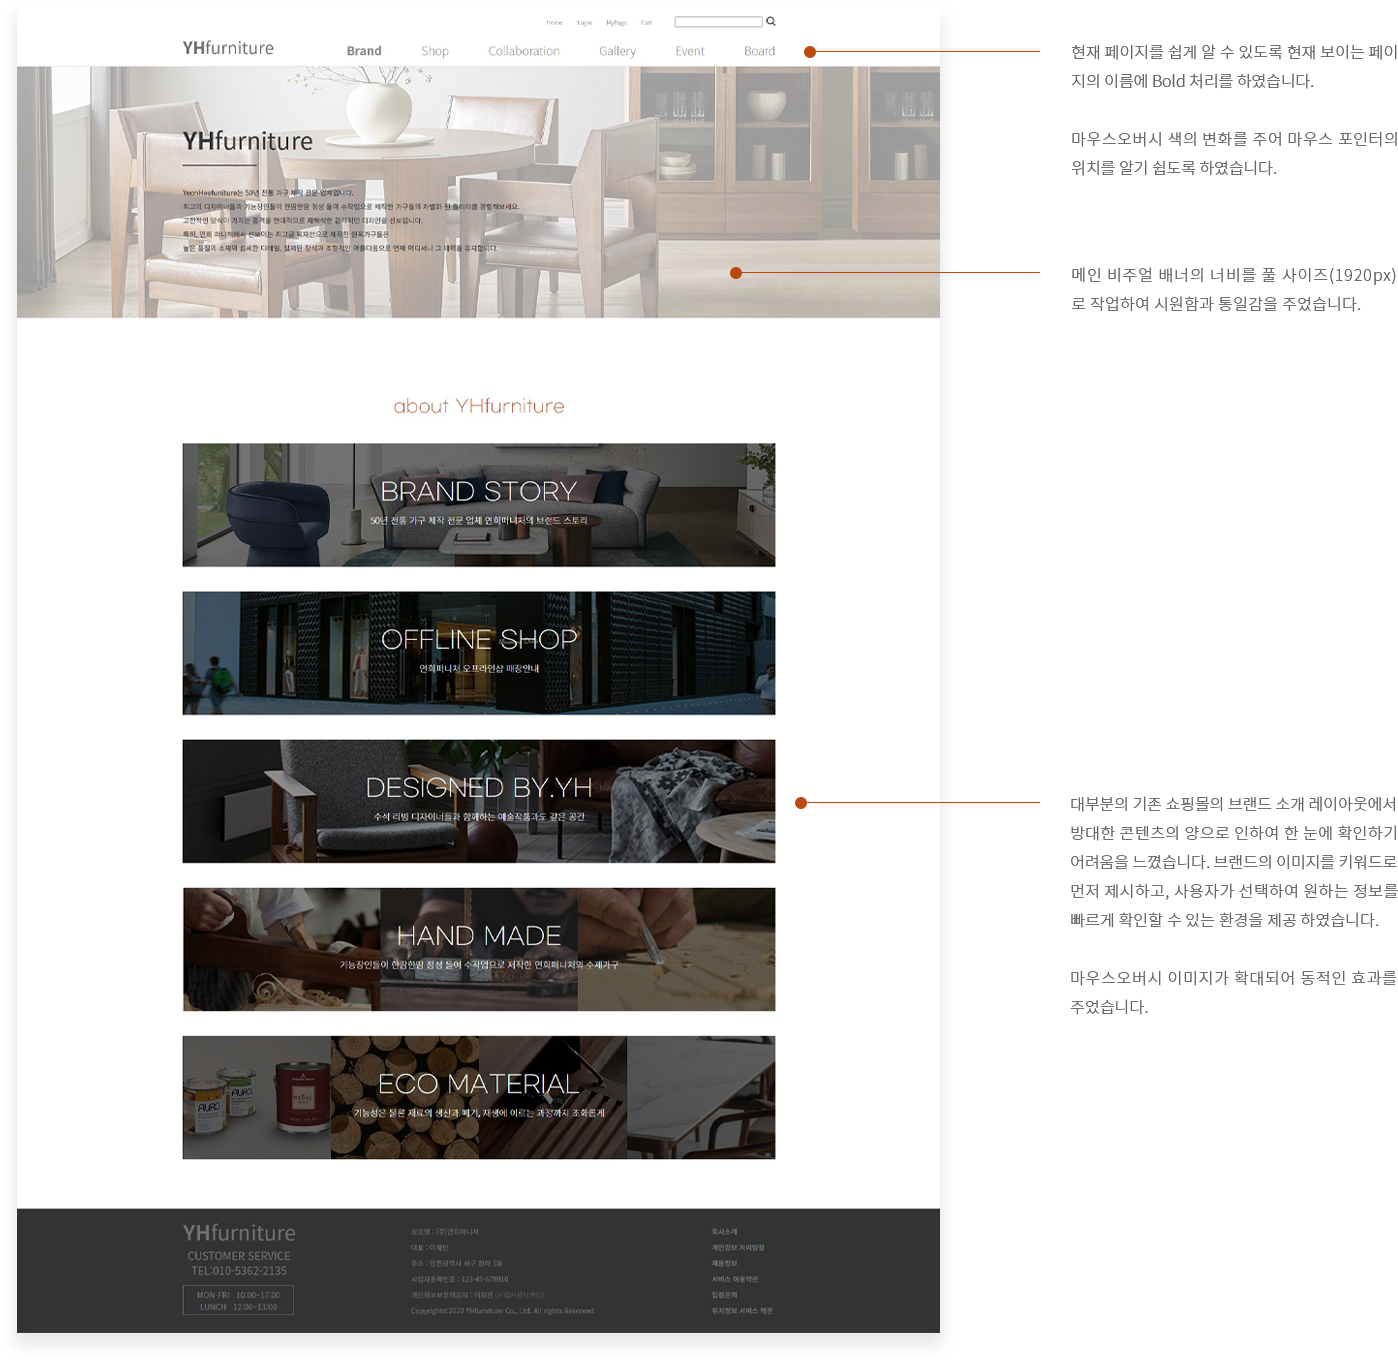 Home Login MyPage Cart
YHfurniture
Brand Shop Collaboration Gallery Event Board
현재 페이지를 쉽게 알 수 있도록 현재 보이는 페이
지의 이름에 Bold 처리를 하였습니다.
마우스오버시 색의 변화를 주어 마우스 포인터의
위치를 알기 쉽도록 하였습니다.
YHfurniture
YeonHeefuniture는 50년 전통 가구 제작 전문 업체입니다.
최고의 디자이너들과 기능장인들이 한땀한땀 정성 들여 수작업으로 제작한 가구들의 차별화 된 퀄리티를 경험해보세요.
고전적인 양식이 가지는 품격을 현대적으로 재해석한 감각적인 디자인을 선보입니다.
특히, 연희 퍼니처에서 선보이는 최고급 목재만으로 제작한 원목가구들은
높은 품질의 소재와 섬세한 디테일, 절제된 장식과 조형적인 아름다움으로 언제 어디서나 그 매력을 유지합니다.
메인 비주얼 배너의 너비를 풀 사이즈(1920px)
로 작업하여 시원함과 통일감을 주었습니다.
about YHfurniture
BRAND STORY
50년 전통 가구 제작 전문 업체 연희퍼니처의 브랜드 스토리
OFFLINE SHOP
연희퍼니처 오프라인샵 매장안내
DESIGNED BY.YH
수석 리빙 디자이너들과 함께하는 예술작품과도 같은 공간
대부분의 기존 쇼핑몰의 브랜드 소개 레이아웃에서
방대한 콘텐츠의 양으로 인하여 한 눈에 확인하기
어려움을 느꼈습니다. 브랜드의 이미지를 키워드로
먼저 제시하고, 사용자가 선택하여 원하는 정보를
빠르게 확인할 수 있는 환경을 제공 하였습니다.
마우스오버시 이미지가 확대되어 동적인 효과를
주었습니다.
HAND MADE
기능장인들이 한땀한땀 정성 들여 수작업으로 제작한 연희퍼니처의 수제가구
ECO MATERIAL
기능성은 물론 재료의 생산과 폐기, 재생에 이르는 과정까지 조화롭게
AURO
AURO
REGAL
YHfurniture
CUSTOMER SERVICE
TEL:010-5362-2135
MON-FRI 10:00~17:00
LUNCH 12:00~13:00
상호명 : (주)연희퍼니처
대표 : 이채민
주소 : 인천광역시 서구 청라 3동
사업자등록번호 : 123-45-678910
개인정보보호책임자 : 이채민 (사업자정보확인)
Copyright©2020 YHfurniture Co., Ltd. All rights Reserved.
회사소개
개인정보 처리방침
채용정보
서비스 이용약관
입점문의
위치정보 서비스 약관